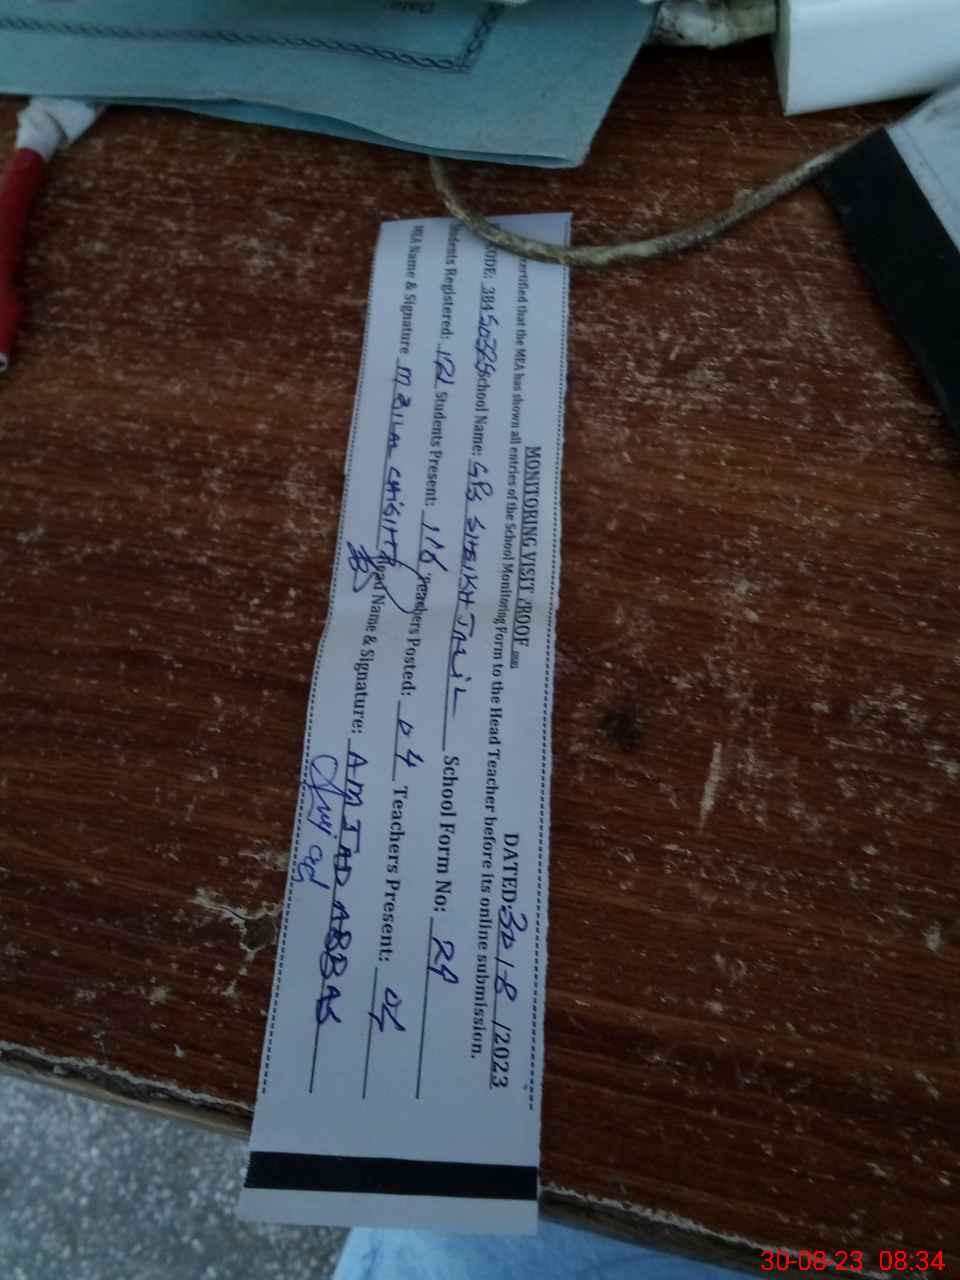 MONITORING VISIT PROOF DATED: 30 / 8 /2023
certified that the MEA has shown all entries of the School Monitoring Form to the Head Teacher before its online submission.
CODE: School Name: GPS SHEIKH JALIL School Form No: 29
Students Registered: 121 Students Present: 116 Teachers Posted: 04 Teachers Present: 04
MEA Name & Signature M BILAL CHISHTI Head Name & Signature: AMJAD ABBAS
Amjad
30-08-23 08:34